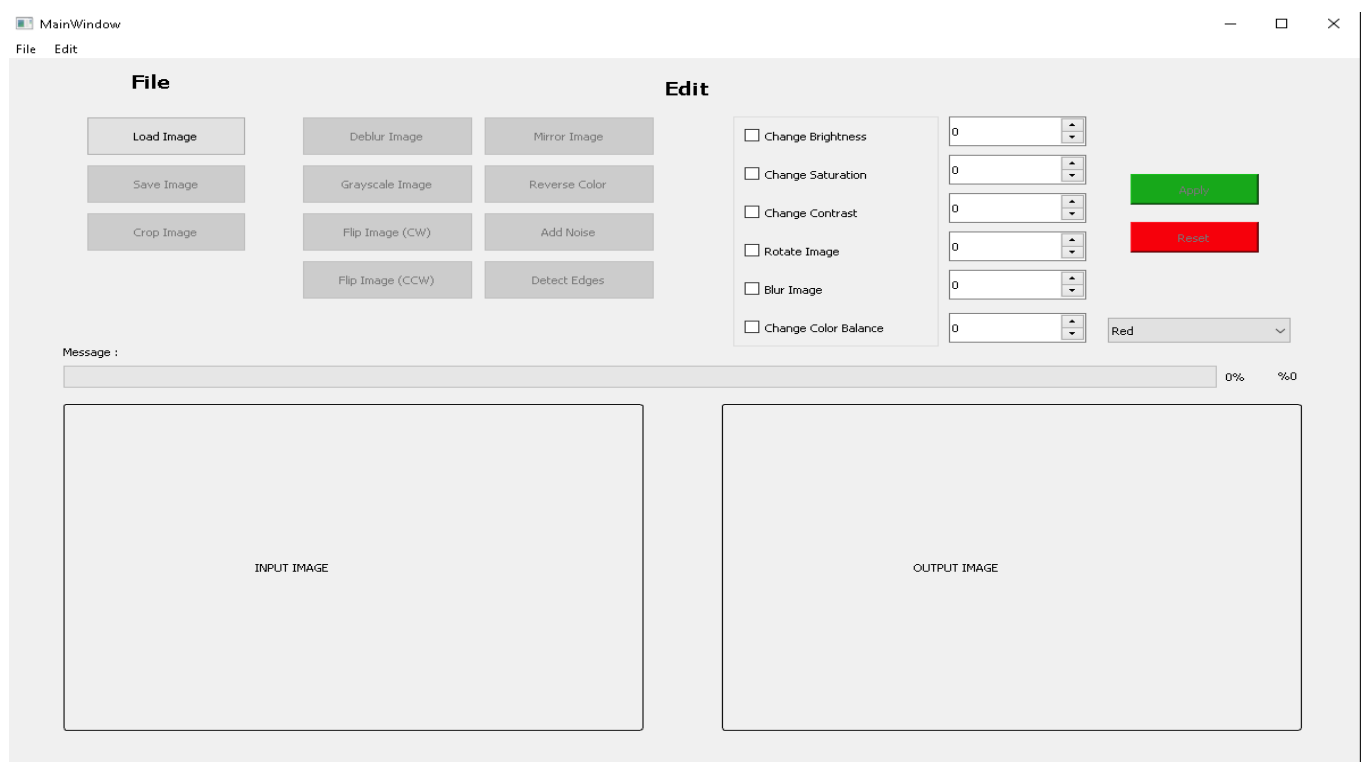 MainWindow
File Edit
File
Edit
Load Image
Save Image
Crop Image
Deblur Image
Mirror Image
Grayscale Image
Reverse Color
Flip Image (CW)
Add Noise
Flip Image (CCW)
Detect Edges
Change Brightness 0
Change Saturation 0
Change Contrast 0
Rotate Image 0
Blur Image 0
Change Color Balance 0 Red
Apply
Reset
Message :
0% %0
INPUT IMAGE
OUTPUT IMAGE